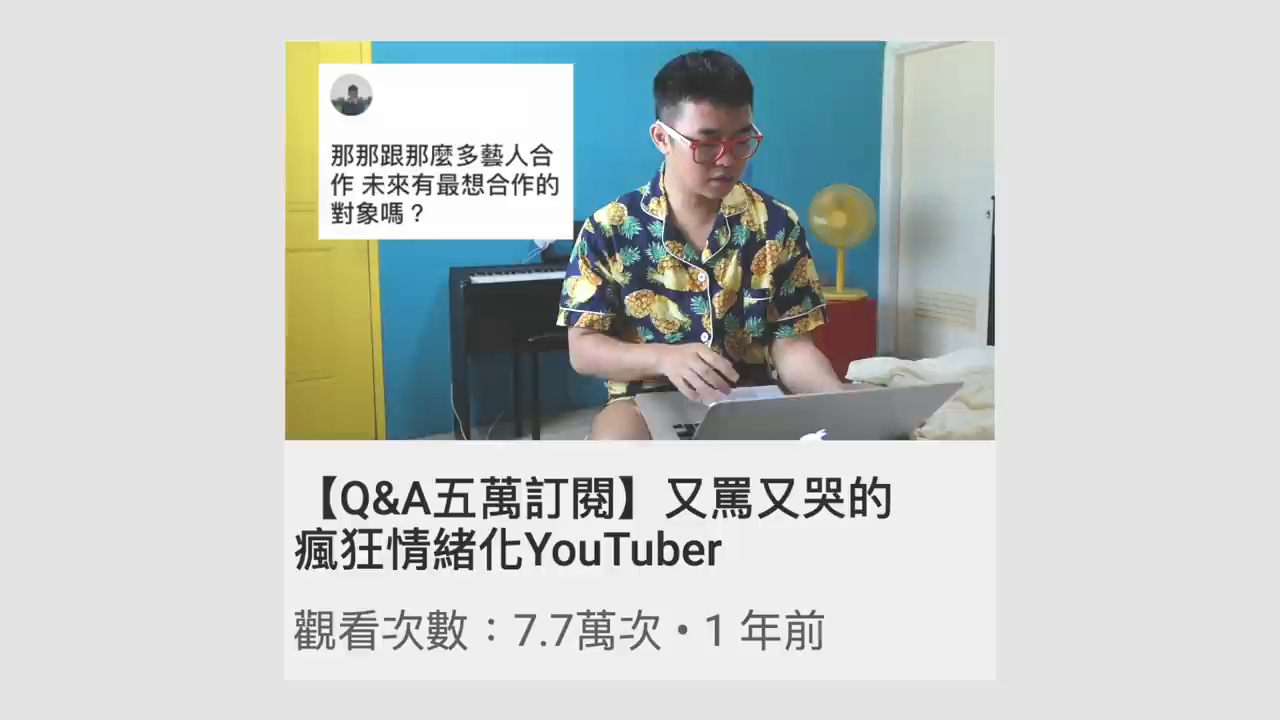 那那跟那麼多藝人合
作 未來有最想合作的
對象嗎？
【Q&A五萬訂閱】又罵又哭的
瘋狂情緒化YouTuber
觀看次數：7.7萬次 • 1 年前